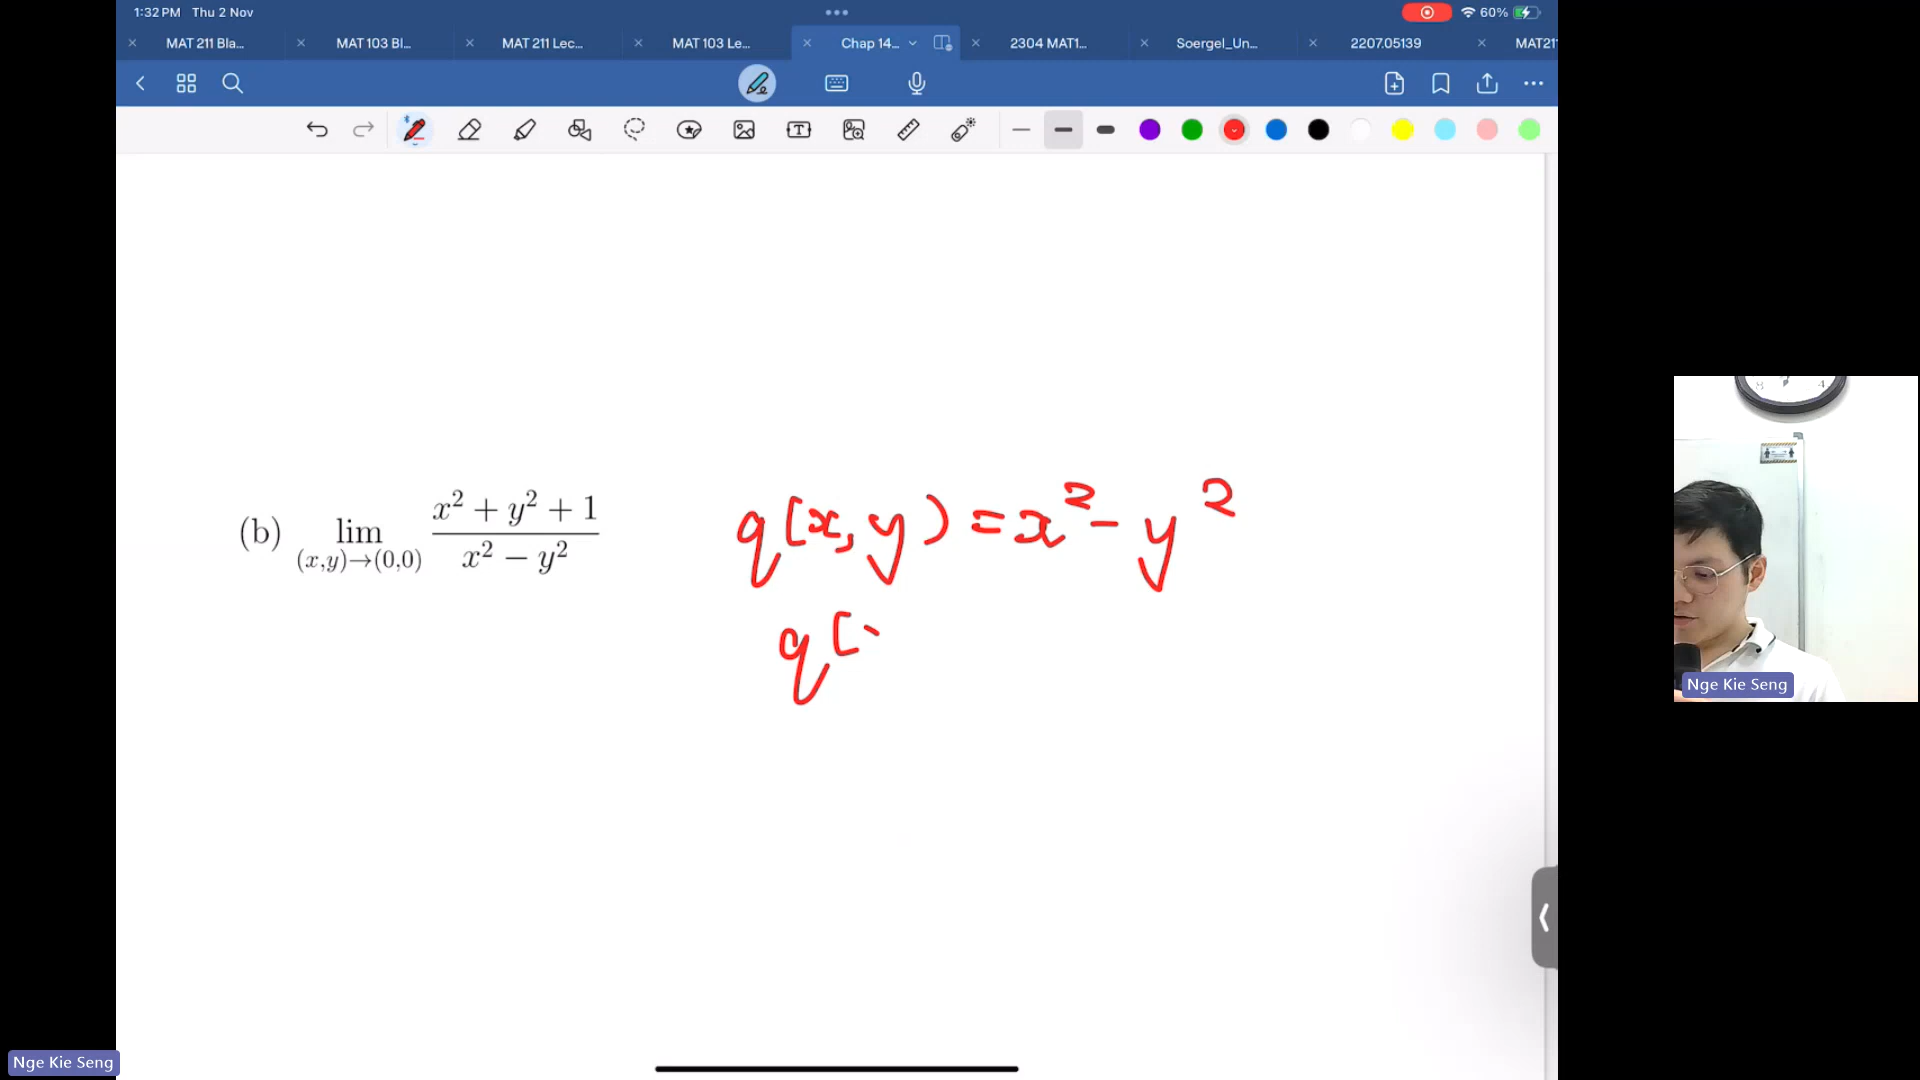 1:32 PM Thu 2 Nov
60%
MAT 211 Bla... MAT 103 Bl... MAT 211 Lec... MAT 103 Le... Chap 14... 2304 MAT1... Soergel_Un... 2207.05139 MAT21
(b) lim (x,y)→(0,0) (x² + y² + 1)/(x² − y²)
q(x, y) = x² − y²
q(
8 4
Nge Kie Seng
Nge Kie Seng